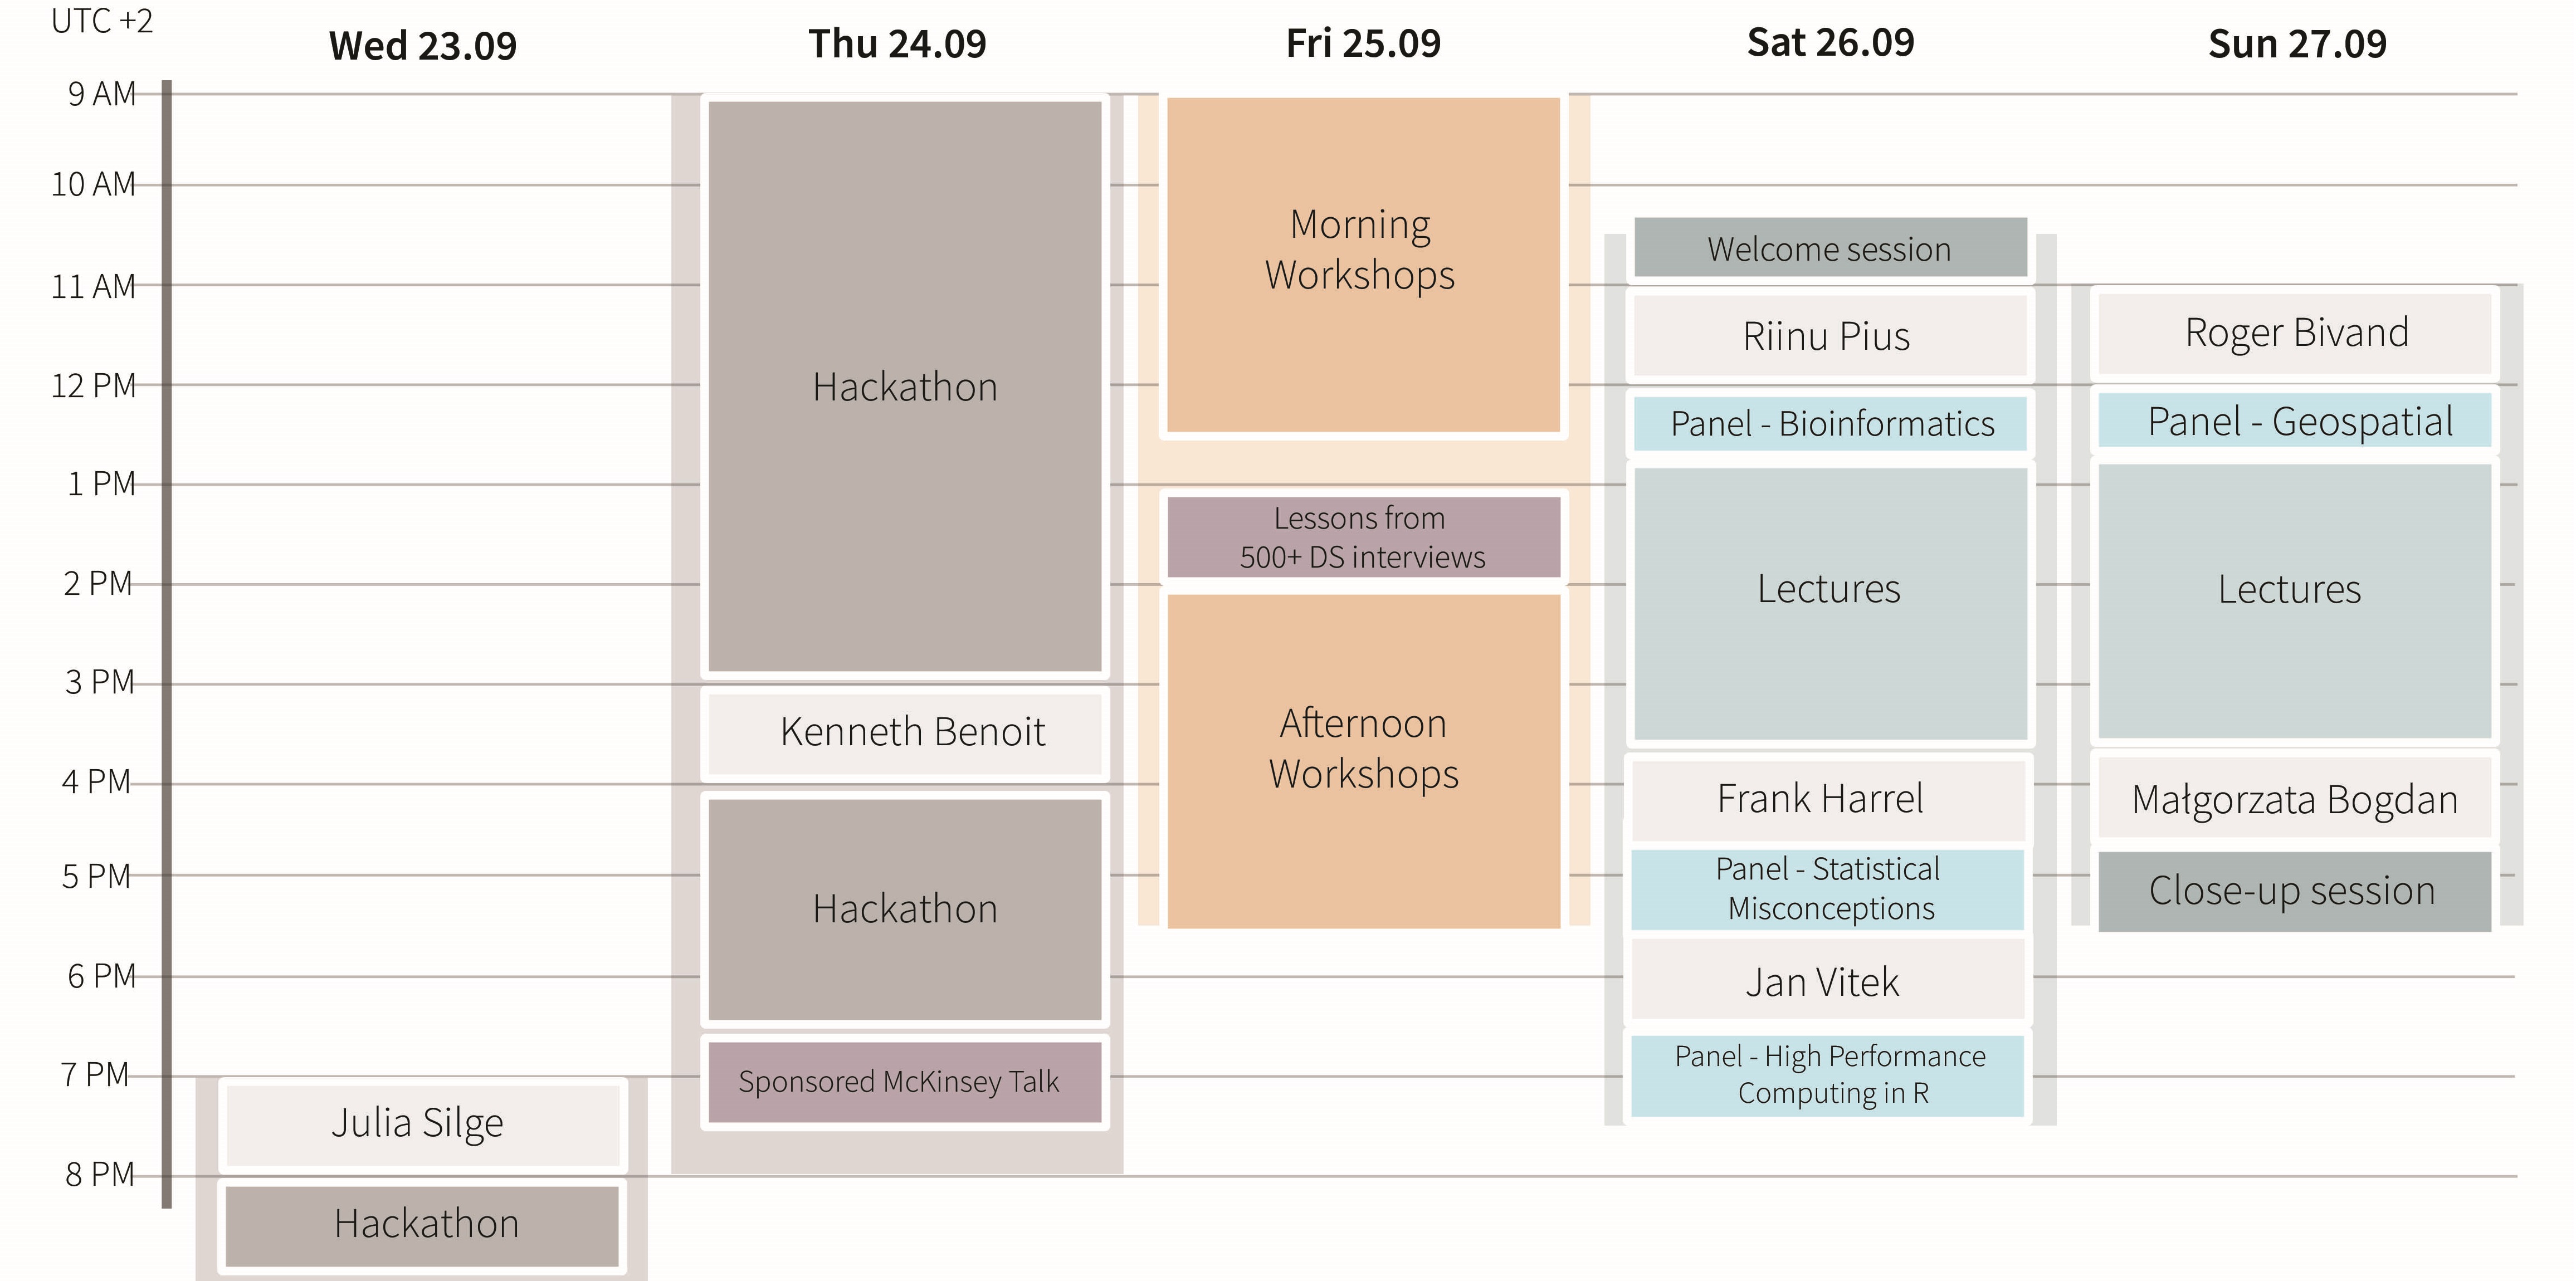 UTC +2
Wed 23.09
Thu 24.09
Fri 25.09
Sat 26.09
Sun 27.09
9 AM
10 AM
11 AM
12 PM
1 PM
2 PM
3 PM
4 PM
5 PM
6 PM
7 PM
8 PM
Julia Silge
Hackathon
Hackathon
Kenneth Benoit
Hackathon
Sponsored McKinsey Talk
Morning
Workshops
Lessons from
500+ DS interviews
Afternoon
Workshops
Welcome session
Riinu Pius
Panel - Bioinformatics
Lectures
Frank Harrel
Panel - Statistical
Misconceptions
Jan Vitek
Panel - High Performance
Computing in R
Roger Bivand
Panel - Geospatial
Lectures
Małgorzata Bogdan
Close-up session